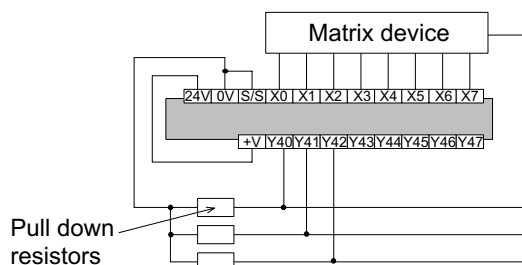 Matrix device
24V 0V S/S X0 X1 X2 X3 X4 X5 X6 X7
+V Y40 Y41 Y42 Y43 Y44 Y45 Y46 Y47
Pull down
resistors